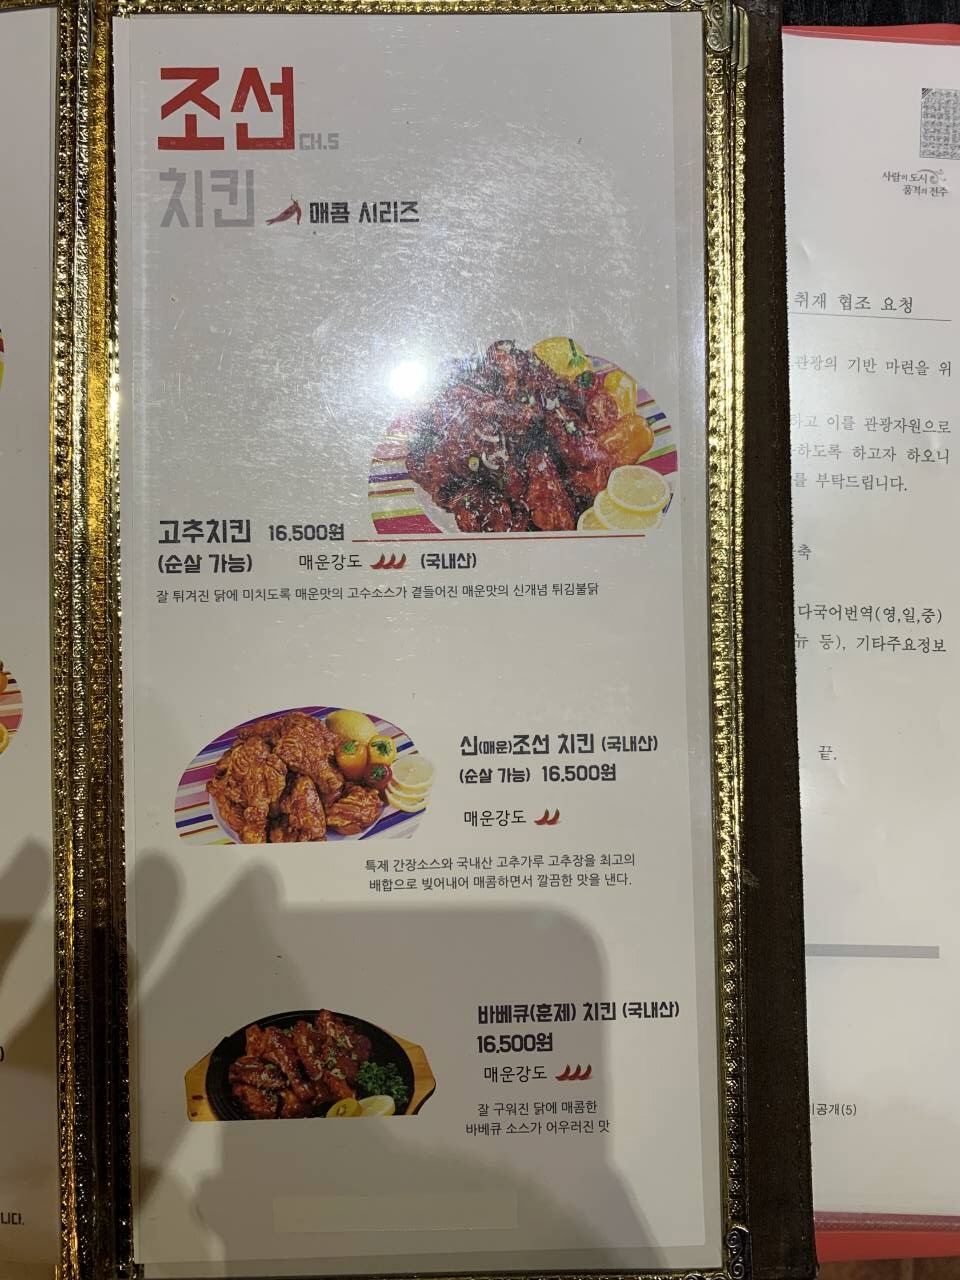 조선 CH.5
치킨 매콤 시리즈
고추치킨 16,500원
(순살 가능) 매운강도 (국내산)
잘 튀겨진 닭에 미치도록 매운맛의 고수소스가 곁들어진 매운맛의 신개념 튀김불닭
신(매운)조선 치킨 (국내산)
(순살 가능) 16,500원
매운강도
특제 간장소스와 국내산 고추가루 고추장을 최고의
배합으로 빚어내어 매콤하면서 깔끔한 맛을 낸다.
바베큐(훈제) 치킨 (국내산)
16,500원
매운강도
잘 구워진 닭에 매콤한
바베큐 소스가 어우러진 맛
니다.
사람의 도시
품격의 전주
취재 협조 요청
관광의 기반 마련을 위
하고 이를 관광자원으로
하도록 하고자 하오니
를 부탁드립니다.
축
다국어번역(영,일,중)
뉴 등), 기타주요정보
끝.
공개(5)